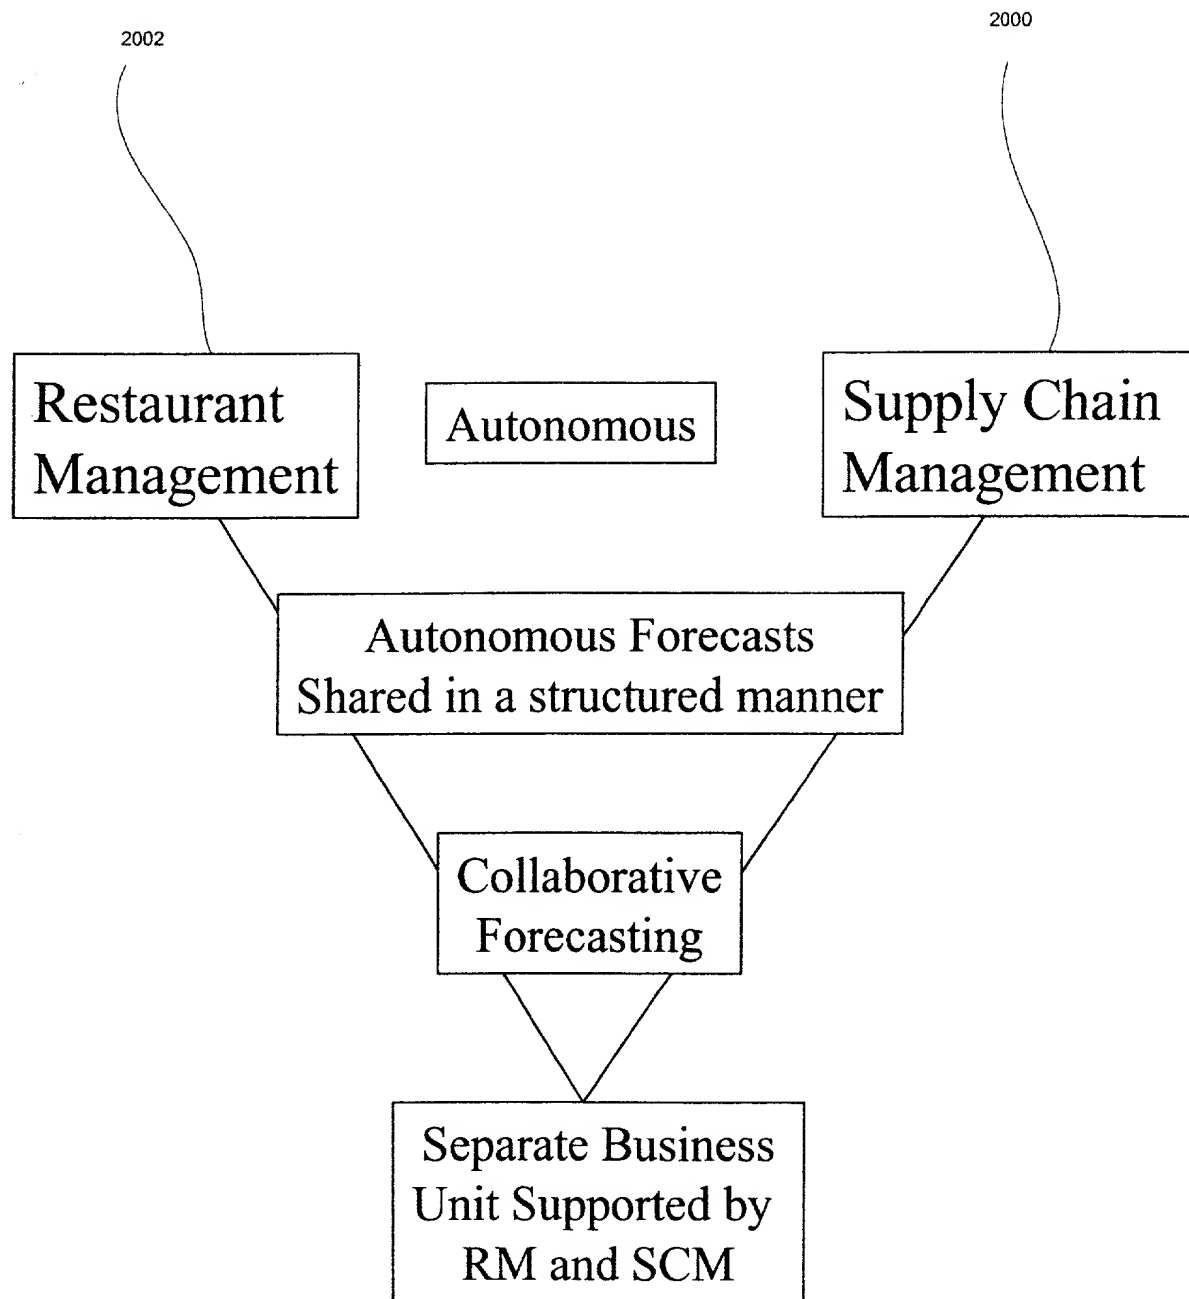 2002
2000
Restaurant
Management
Autonomous
Supply Chain
Management
Autonomous Forecasts
Shared in a structured manner
Collaborative
Forecasting
Separate Business
Unit Supported by
RM and SCM